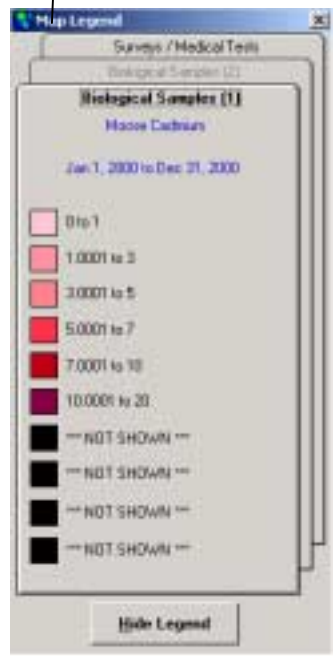 Map Legend
Surveys / Medical Tests
Biological Samples (2)
Biological Samples (1)
Moose Cadmium
Jan 1, 2000 to Dec 31, 2000
0 to 1
1.0001 to 3
3.0001 to 5
5.0001 to 7
7.0001 to 10
10.0001 to 20
*** NOT SHOWN ***
*** NOT SHOWN ***
*** NOT SHOWN ***
*** NOT SHOWN ***
Hide Legend